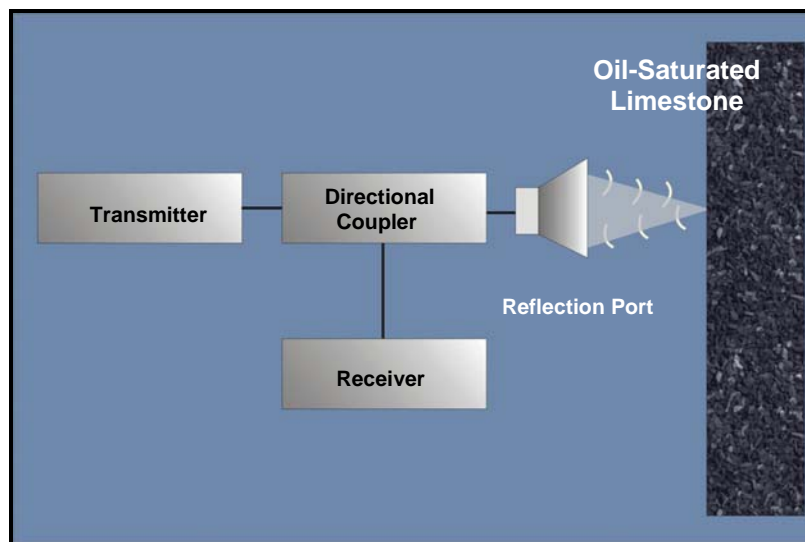 Oil-Saturated
Limestone
Transmitter
Directional
Coupler
Reflection Port
Receiver